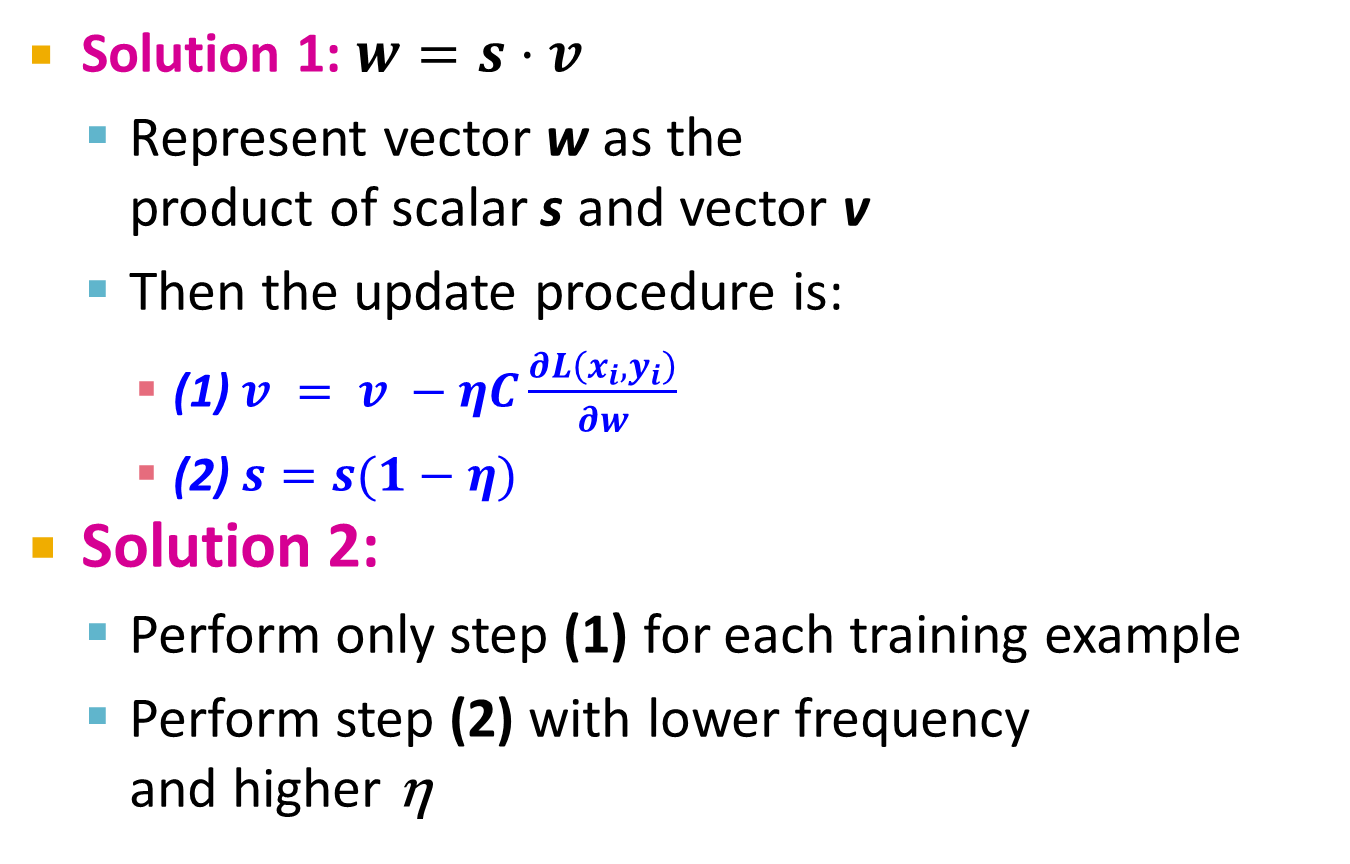 Solution 1: w = s · v
Represent vector w as the
product of scalar s and vector v
Then the update procedure is:
(1) v = v − ηC ∂L(xᵢ,yᵢ)/∂w
(2) s = s(1 − η)
Solution 2:
Perform only step (1) for each training example
Perform step (2) with lower frequency
and higher η